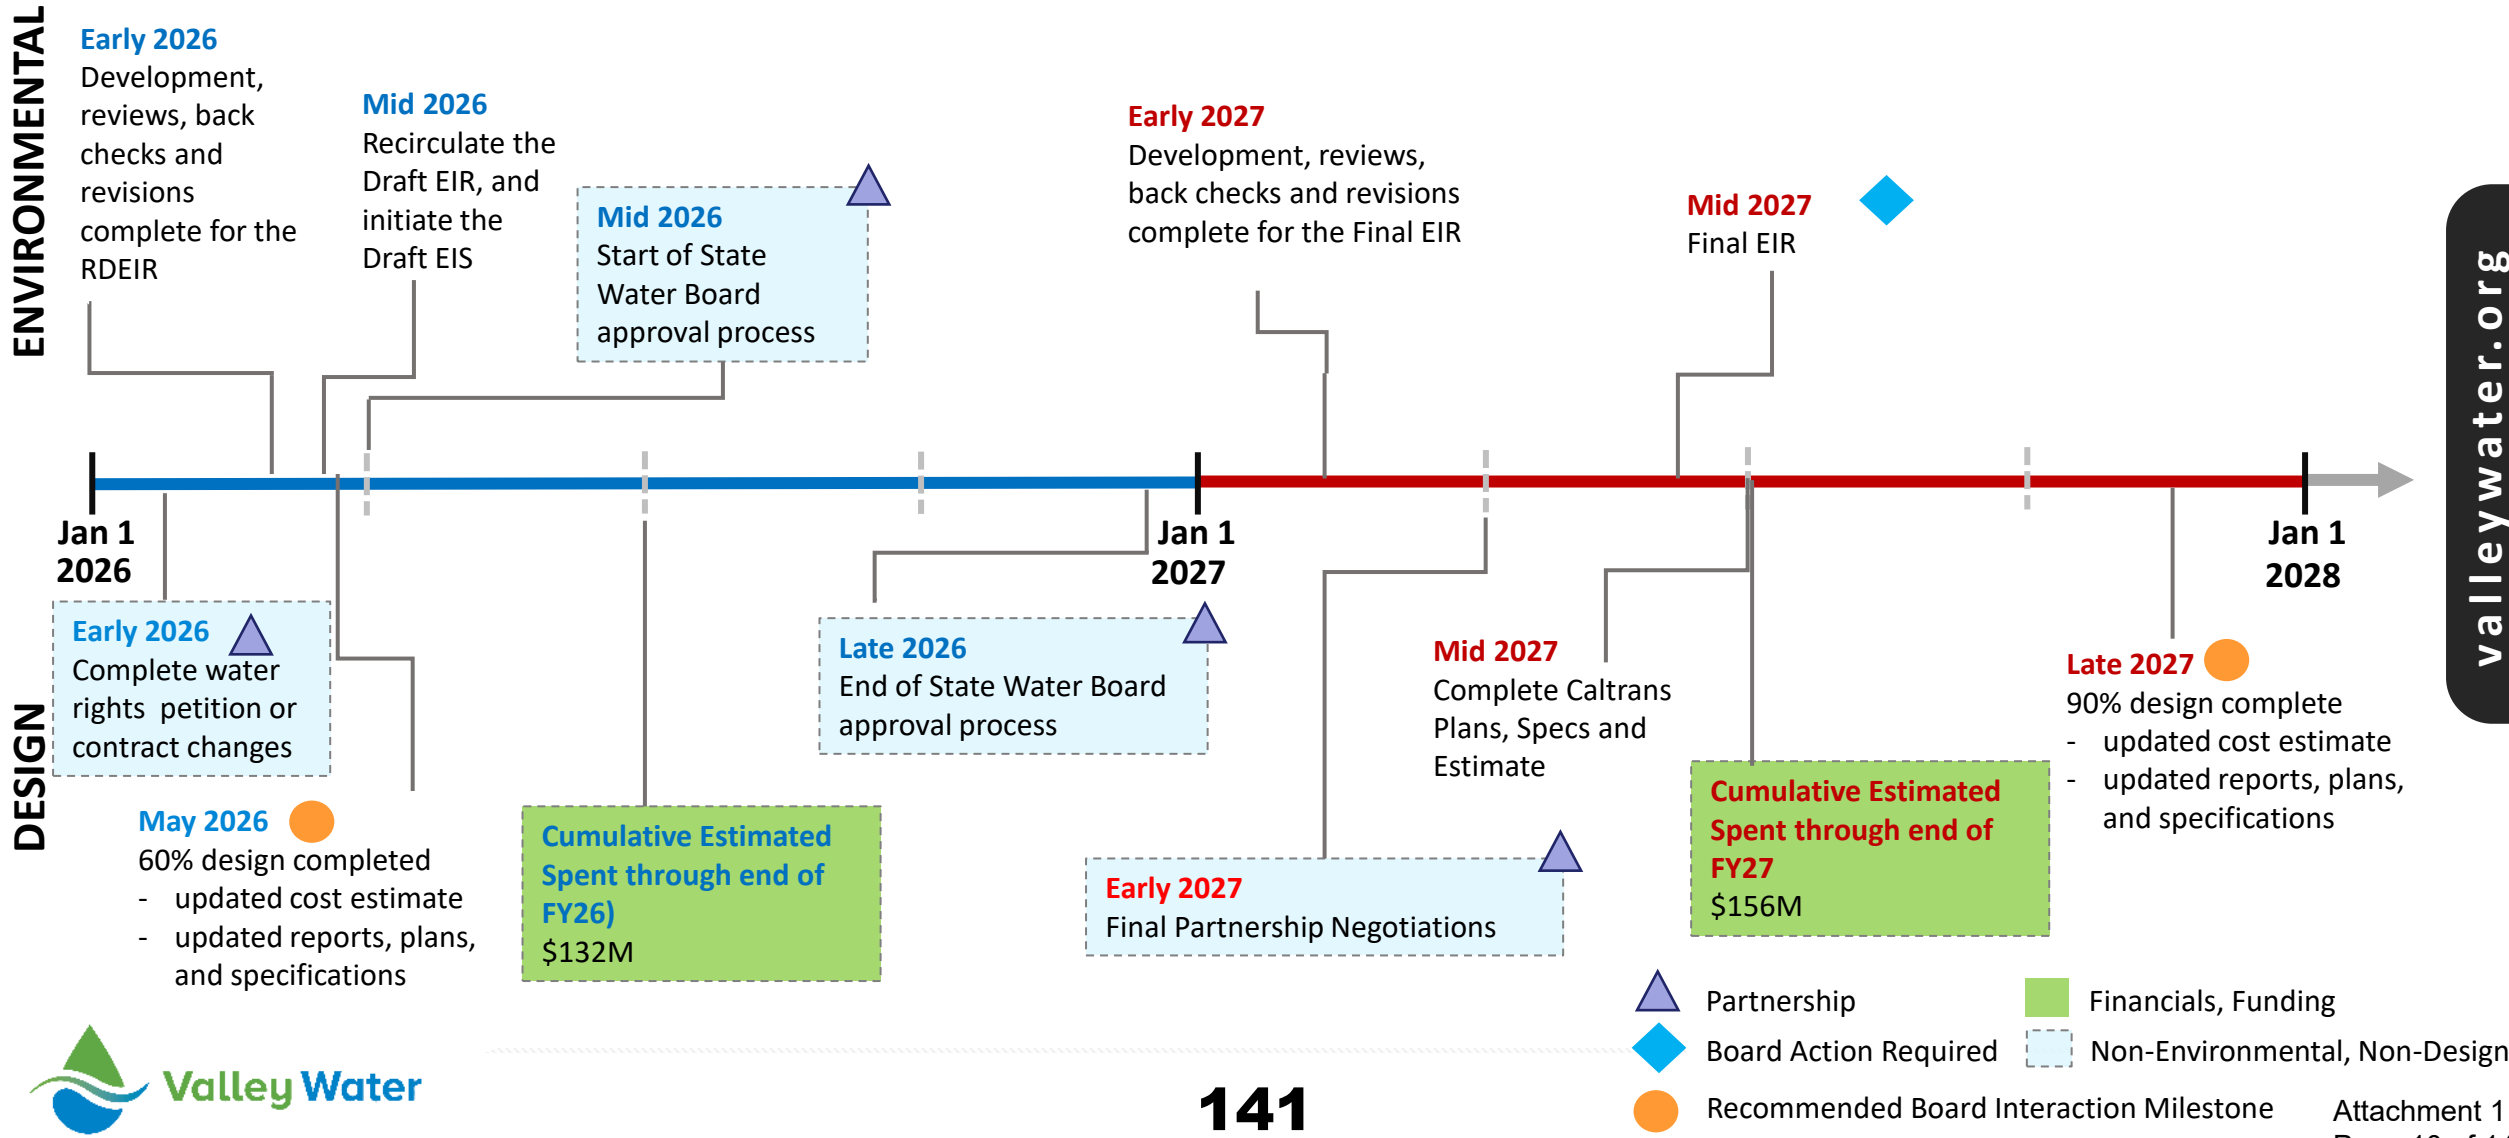 ENVIRONMENTAL
Early 2026
Development,
reviews, back
checks and
revisions
complete for the
RDEIR
Mid 2026
Recirculate the
Draft EIR, and
initiate the
Draft EIS
Mid 2026
Start of State
Water Board
approval process
Early 2027
Development, reviews,
back checks and revisions
complete for the Final EIR
Mid 2027
Final EIR
valleywater.org
Jan 1
2026
Jan 1
2027
Jan 1
2028
DESIGN
Early 2026
Complete water
rights petition or
contract changes
May 2026
60% design completed
- updated cost estimate
- updated reports, plans,
and specifications
Cumulative Estimated
Spent through end of
FY26)
$132M
Late 2026
End of State Water Board
approval process
Early 2027
Final Partnership Negotiations
Mid 2027
Complete Caltrans
Plans, Specs and
Estimate
Cumulative Estimated
Spent through end of
FY27
$156M
Late 2027
90% design complete
- updated cost estimate
- updated reports, plans,
and specifications
Partnership
Financials, Funding
Board Action Required
Non-Environmental, Non-Design
Recommended Board Interaction Milestone
Valley Water
141
Attachment 1